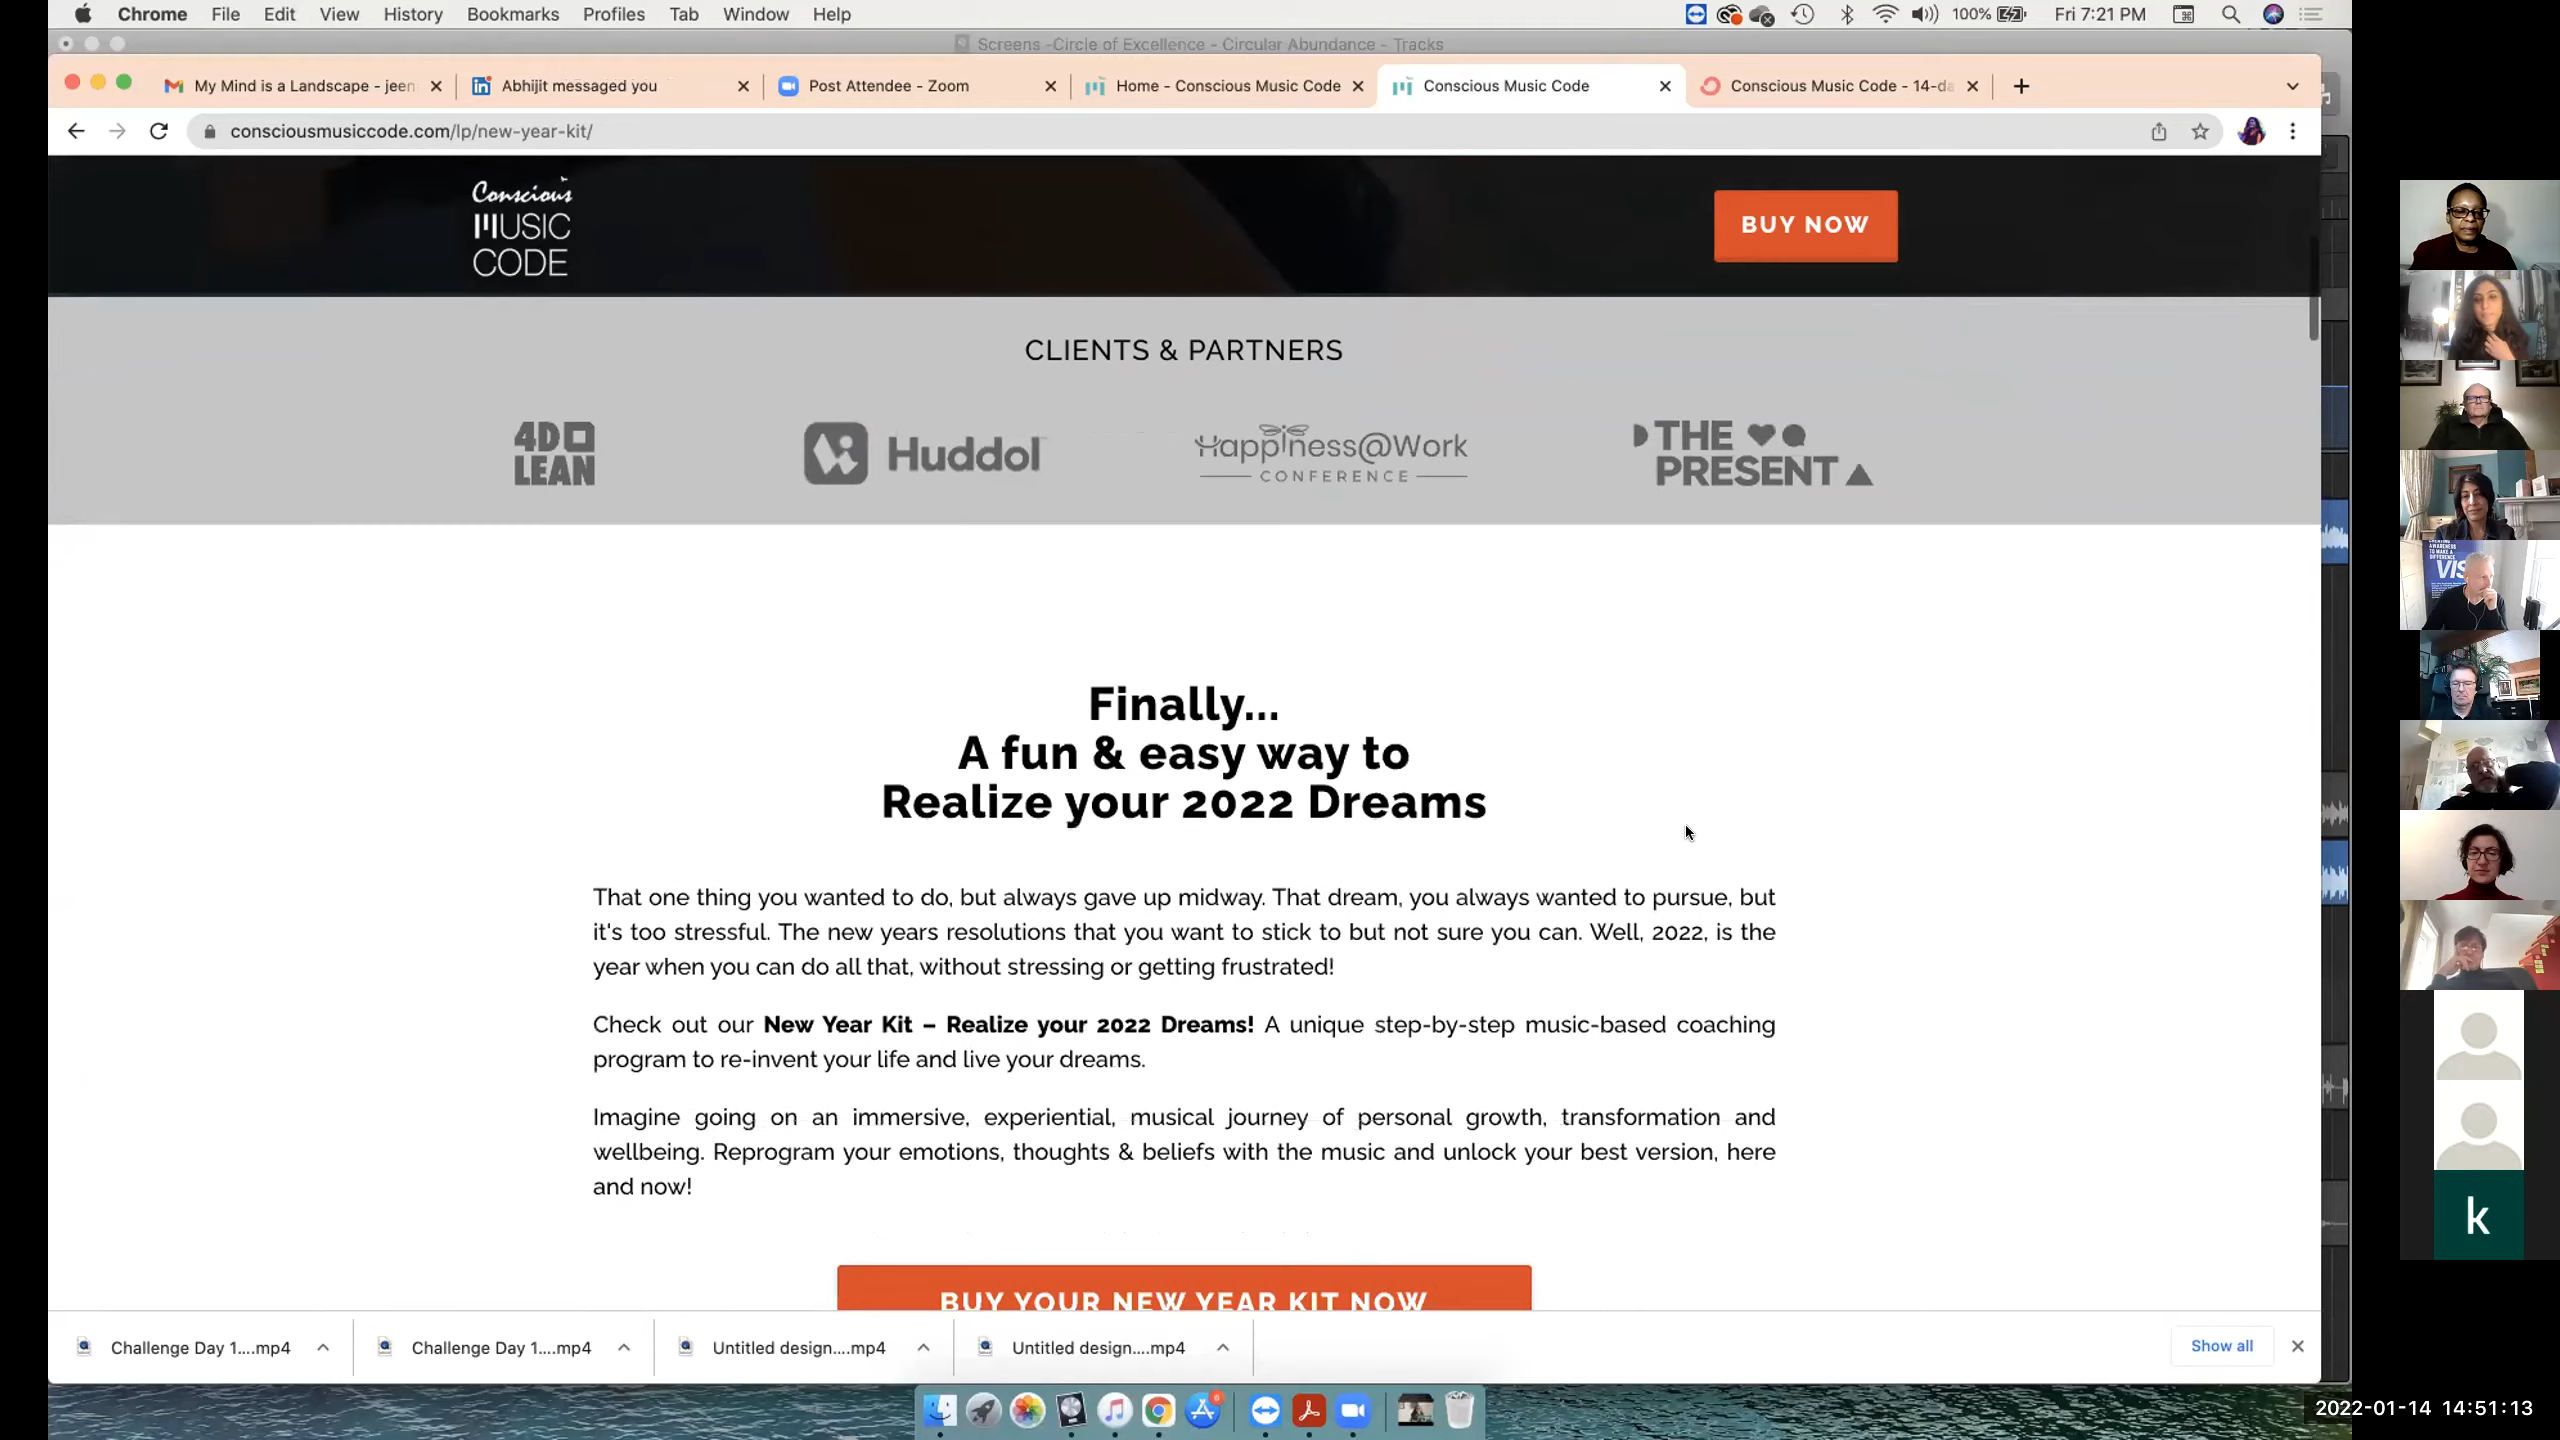 Chrome File Edit View History Bookmarks Profiles Tab Window Help
100% Fri 7:21 PM
Screens -Circle of Excellence - Circular Abundance - Tracks
My Mind is a Landscape - jeen
Abhijit messaged you
Post Attendee - Zoom
Home - Conscious Music Code
Conscious Music Code
Conscious Music Code - 14-da
consciousmusiccode.com/lp/new-year-kit/
Conscious
MUSIC
CODE
BUY NOW
CLIENTS & PARTNERS
4D
LEAN
Huddol
Happiness@Work
CONFERENCE
THE
PRESENT
Finally...
A fun & easy way to
Realize your 2022 Dreams
That one thing you wanted to do, but always gave up midway. That dream, you always wanted to pursue, but
it's too stressful. The new years resolutions that you want to stick to but not sure you can. Well, 2022, is the
year when you can do all that, without stressing or getting frustrated!
Check out our New Year Kit – Realize your 2022 Dreams! A unique step-by-step music-based coaching
program to re-invent your life and live your dreams.
Imagine going on an immersive, experiential, musical journey of personal growth, transformation and
wellbeing. Reprogram your emotions, thoughts & beliefs with the music and unlock your best version, here
and now!
BUY YOUR NEW YEAR KIT NOW
Challenge Day 1....mp4
Challenge Day 1....mp4
Untitled design....mp4
Untitled design....mp4
Show all
AWARENESS
TO MAKE A
DIFFERENCE
VIS
k
2022-01-14 14:51:13